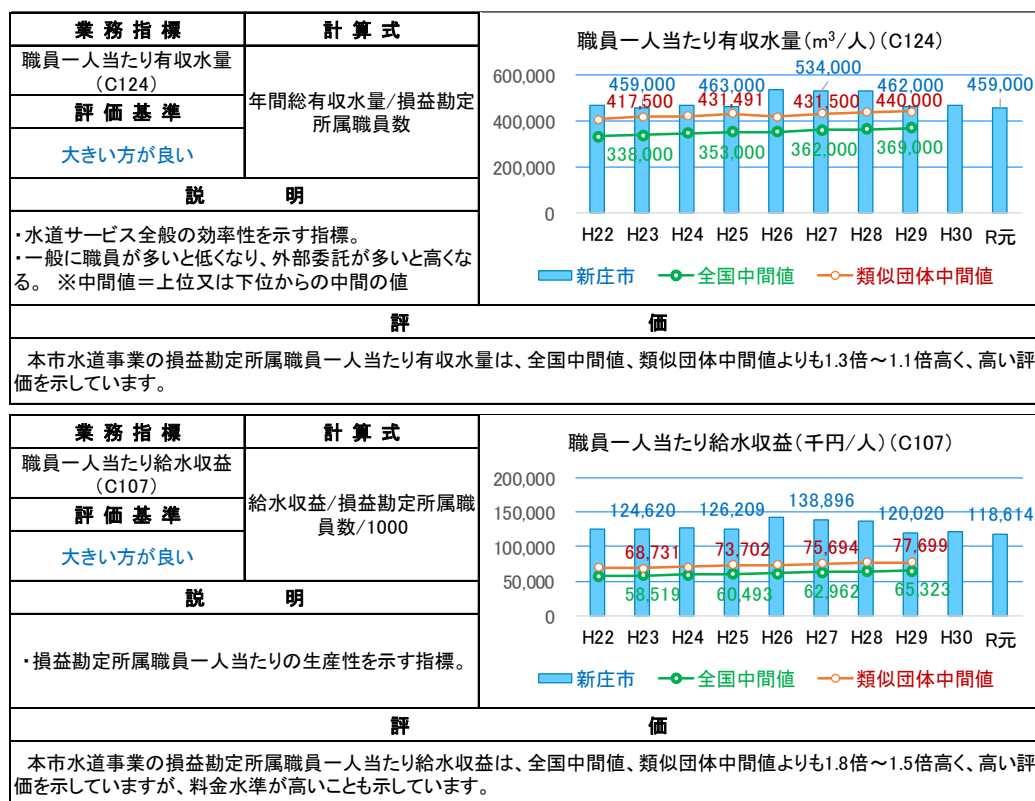 業務指標
計算式
職員一人当たり有収水量
(C124)
年間総有収水量/損益勘定
所属職員数
評価基準
大きい方が良い
説　明
・水道サービス全般の効率性を示す指標。
・一般に職員が多いと低くなり、外部委託が多いと高くな
る。 ※中間値＝上位又は下位からの中間の値
職員一人当たり有収水量(m³/人)(C124)
534,000
600,000
459,000
463,000
462,000
459,000
417,500
431,491
431,500
440,000
400,000
338,000
353,000
362,000
369,000
200,000
0
H22 H23 H24 H25 H26 H27 H28 H29 H30 R元
新庄市 全国中間値 類似団体中間値
評　価
本市水道事業の損益勘定所属職員一人当たり有収水量は、全国中間値、類似団体中間値よりも1.3倍～1.1倍高く、高い評
価を示しています。
業務指標
計算式
職員一人当たり給水収益
(C107)
給水収益/損益勘定所属職
員数/1000
評価基準
大きい方が良い
説　明
・損益勘定所属職員一人当たりの生産性を示す指標。
職員一人当たり給水収益(千円/人)(C107)
200,000
138,896
150,000
124,620
126,209
120,020
118,614
100,000
68,731
73,702
75,694
77,699
50,000
58,519
60,493
62,962
65,323
0
H22 H23 H24 H25 H26 H27 H28 H29 H30 R元
新庄市 全国中間値 類似団体中間値
評　価
本市水道事業の損益勘定所属職員一人当たり給水収益は、全国中間値、類似団体中間値よりも1.8倍～1.5倍高く、高い評
価を示していますが、料金水準が高いことも示しています。